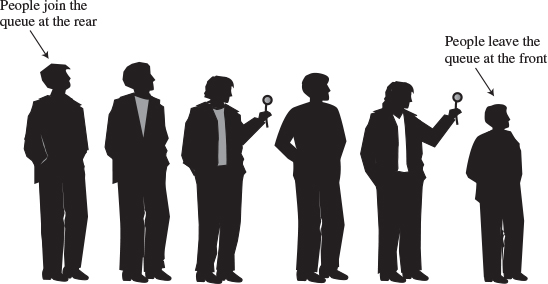 People join the
queue at the rear
People leave the
queue at the front